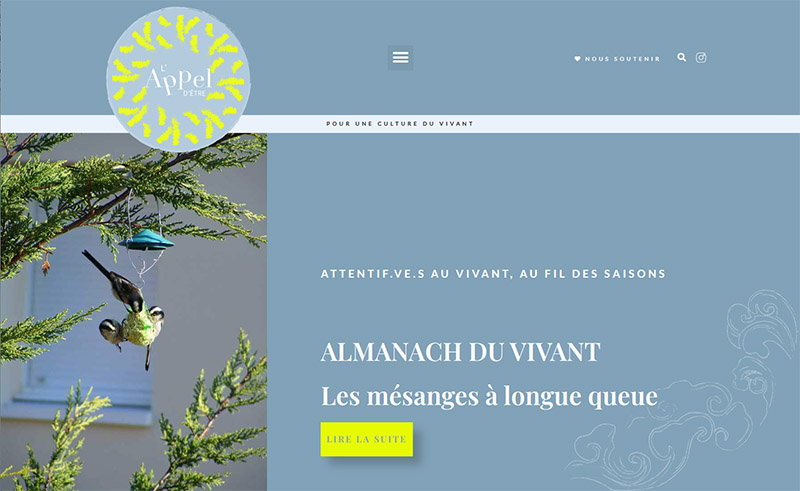 L'
Appel
D'ÊTRE
NOUS SOUTENIR
POUR UNE CULTURE DU VIVANT
ATTENTIF.VE.S AU VIVANT, AU FIL DES SAISONS
ALMANACH DU VIVANT
Les mésanges à longue queue
LIRE LA SUITE